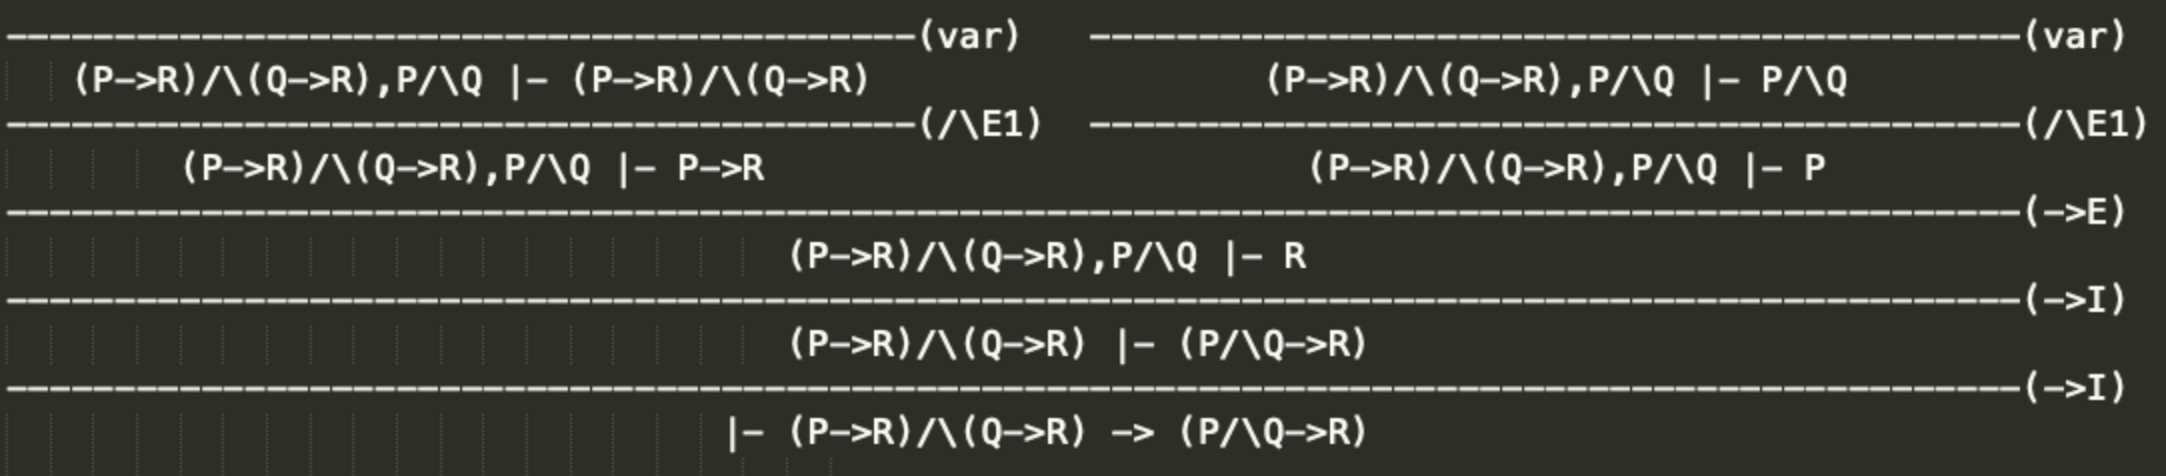 ------------------------------------------(var)   -------------------------------------------(var)
(P->R)/\(Q->R),P/\Q |- (P->R)/\(Q->R)                  (P->R)/\(Q->R),P/\Q |- P/\Q
------------------------------------------(/\E1)  -------------------------------------------(/\E1)
(P->R)/\(Q->R),P/\Q |- P->R                         (P->R)/\(Q->R),P/\Q |- P
---------------------------------------------------------------------------------------------(->E)
(P->R)/\(Q->R),P/\Q |- R
---------------------------------------------------------------------------------------------(->I)
(P->R)/\(Q->R) |- (P/\Q->R)
---------------------------------------------------------------------------------------------(->I)
|- (P->R)/\(Q->R) -> (P/\Q->R)